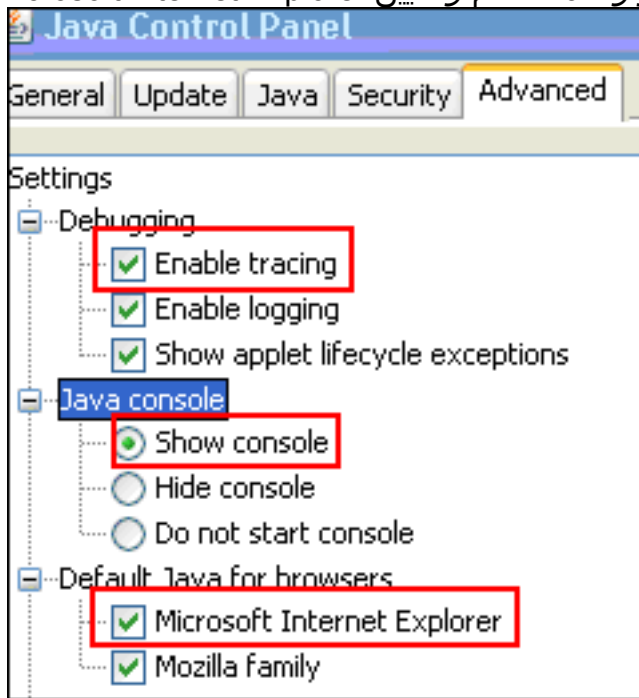 Java Control Panel
General Update Java Security Advanced
Settings
Debugging
Enable tracing
Enable logging
Show applet lifecycle exceptions
Java console
Show console
Hide console
Do not start console
Default Java for browsers
Microsoft Internet Explorer
Mozilla family